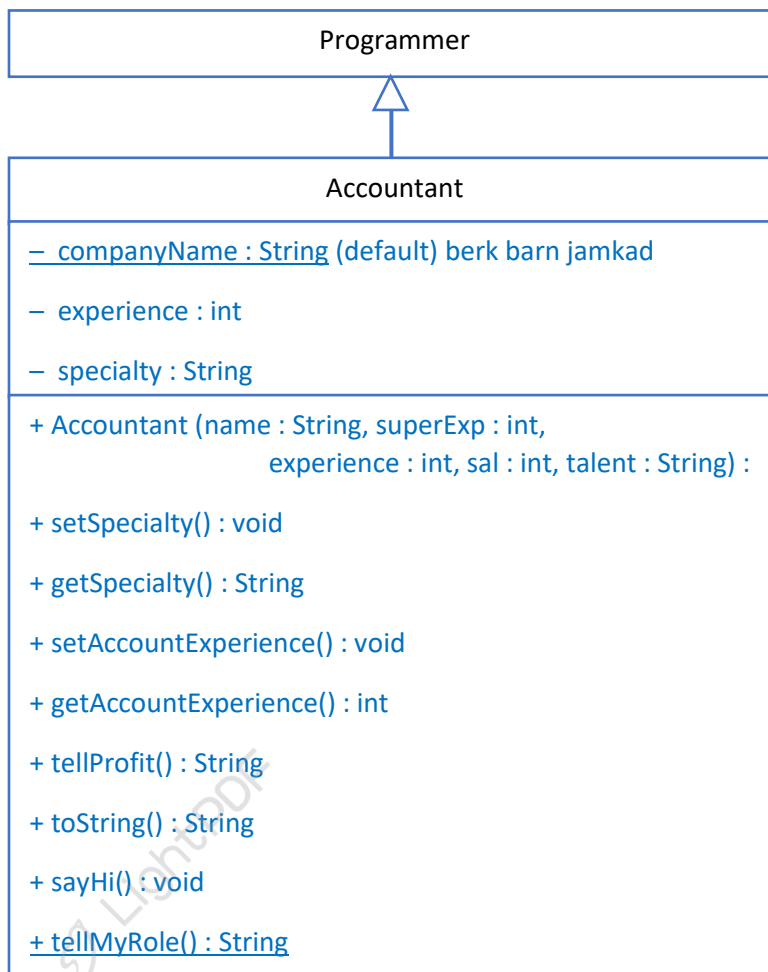 Programmer
Accountant
– companyName : String (default) berk barn jamkad
– experience : int
– specialty : String
+ Accountant (name : String, superExp : int,
experience : int, sal : int, talent : String) :
+ setSpecialty() : void
+ getSpecialty() : String
+ setAccountExperience() : void
+ getAccountExperience() : int
+ tellProfit() : String
+ toString() : String
+ sayHi() : void
+ tellMyRole() : String
LightPDF